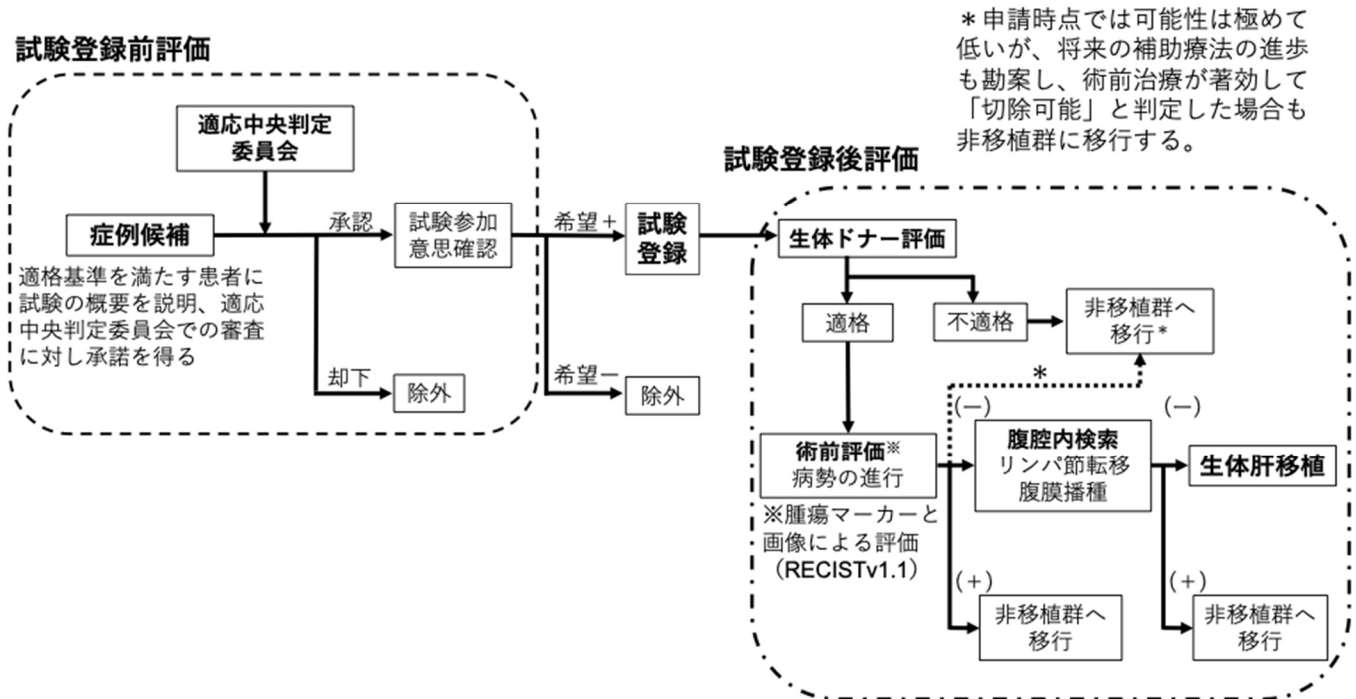 試験登録前評価
適応中央判定
委員会
症例候補
適格基準を満たす患者に
試験の概要を説明、適応
中央判定委員会での審査
に対し承諾を得る
承認
却下
試験参加
意思確認
除外
希望＋
希望－
試験
登録
除外
＊申請時点では可能性は極めて
低いが、将来の補助療法の進歩
も勘案し、術前治療が著効して
「切除可能」と判定した場合も
非移植群に移行する。
試験登録後評価
生体ドナー評価
適格
不適格
非移植群へ
移行*
＊
術前評価※
病勢の進行
※腫瘍マーカーと
画像による評価
（RECISTv1.1）
(－)
(＋)
腹腔内検索
リンパ節転移
腹膜播種
非移植群へ
移行
(－)
(＋)
生体肝移植
非移植群へ
移行